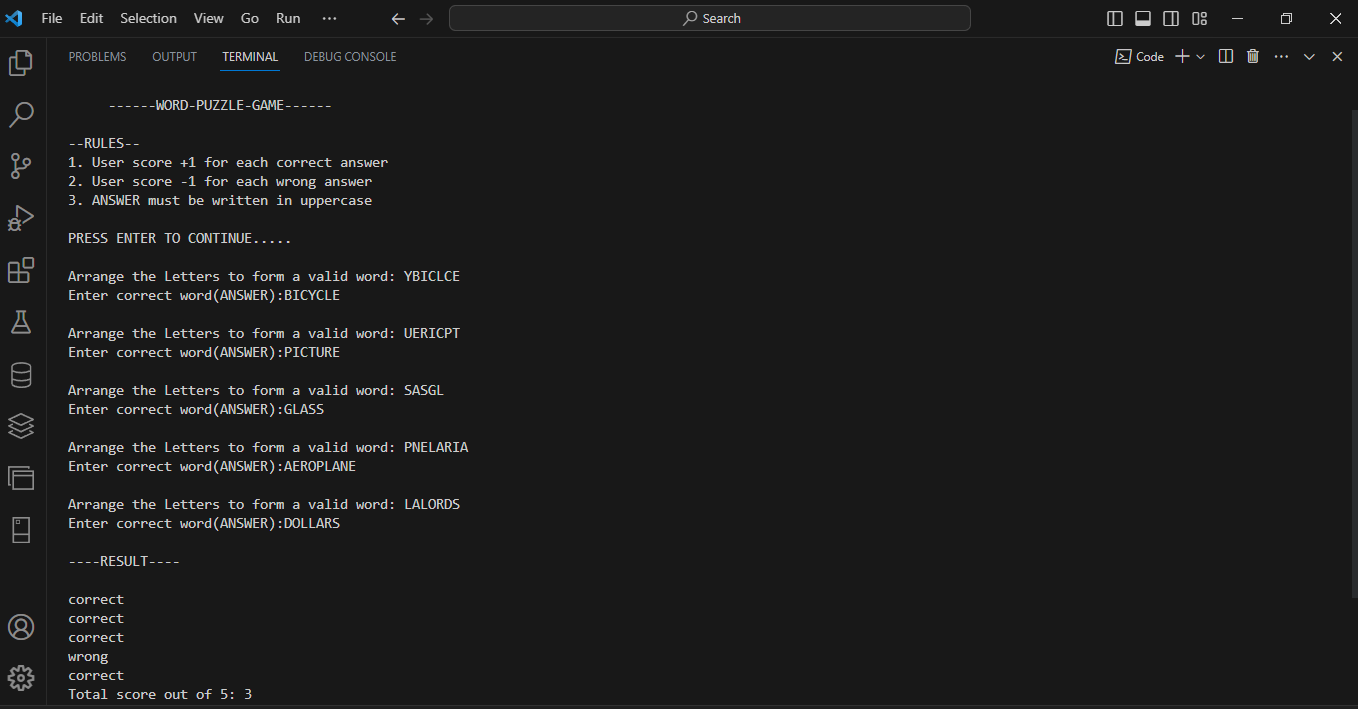 File Edit Selection View Go Run ··· Search
PROBLEMS OUTPUT TERMINAL DEBUG CONSOLE Code
------WORD-PUZZLE-GAME------
--RULES--
1. User score +1 for each correct answer
2. User score -1 for each wrong answer
3. ANSWER must be written in uppercase
PRESS ENTER TO CONTINUE.....
Arrange the Letters to form a valid word: YBICLCE
Enter correct word(ANSWER):BICYCLE
Arrange the Letters to form a valid word: UERICPT
Enter correct word(ANSWER):PICTURE
Arrange the Letters to form a valid word: SASGL
Enter correct word(ANSWER):GLASS
Arrange the Letters to form a valid word: PNELARIA
Enter correct word(ANSWER):AEROPLANE
Arrange the Letters to form a valid word: LALORDS
Enter correct word(ANSWER):DOLLARS
----RESULT----
correct
correct
correct
wrong
correct
Total score out of 5: 3